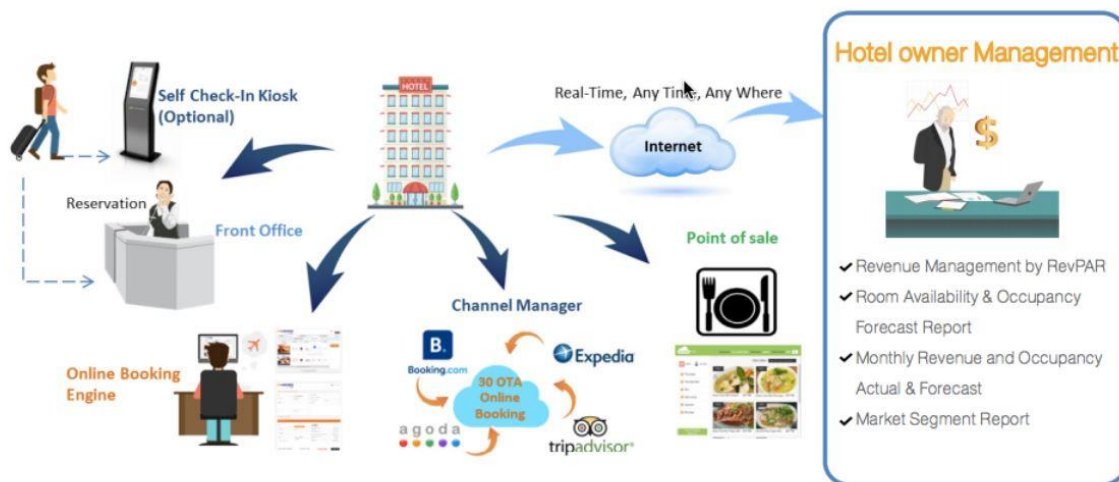 Hotel owner Management
Self Check-In Kiosk
(Optional)
HOTEL
Real-Time, Any Time, Any Where
Internet
$
Reservation
Front Office
Point of sale
Channel Manager
Online Booking
Engine
B.
Booking.com
Expedia
30 OTA
Online
Booking
agoda
tripadvisor®
✔ Revenue Management by RevPAR
✔ Room Availability & Occupancy
Forecast Report
✔ Monthly Revenue and Occupancy
Actual & Forecast
✔ Market Segment Report